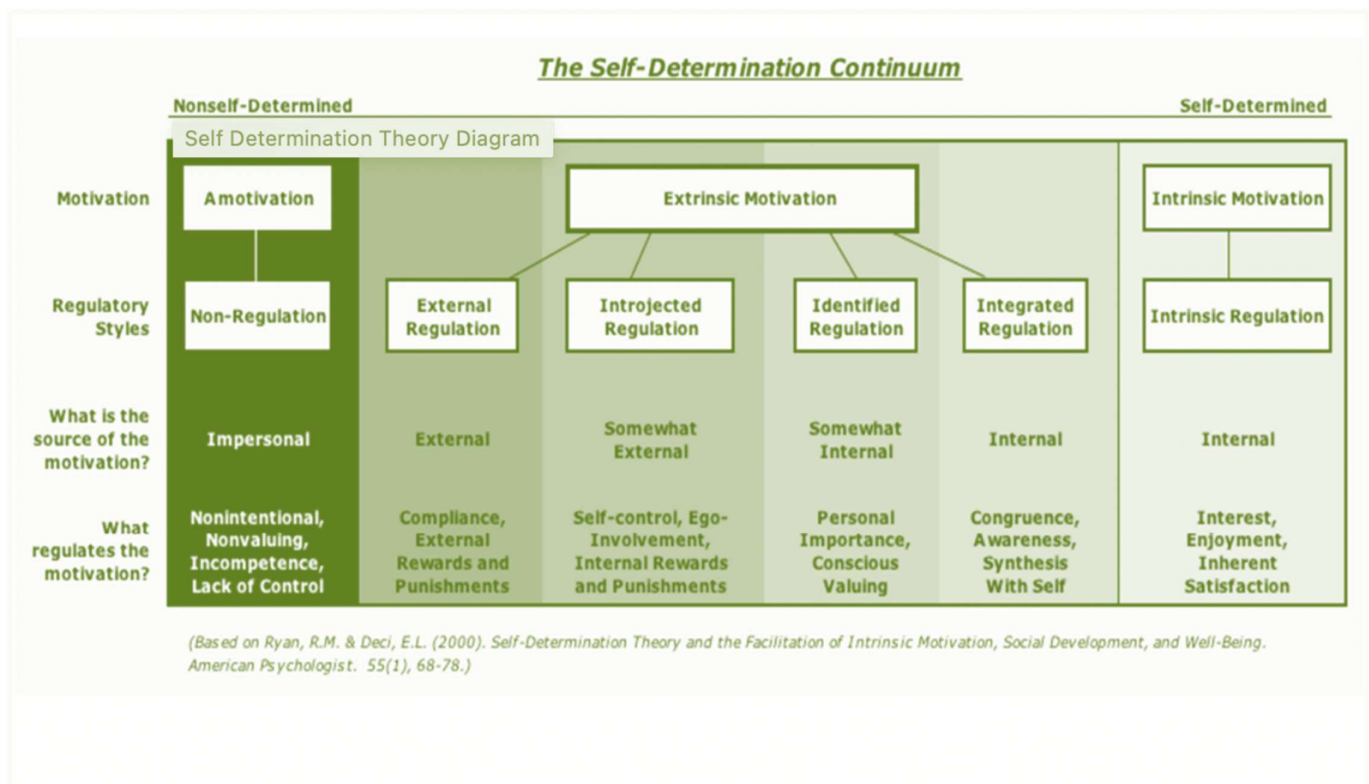 The Self-Determination Continuum
Nonself-Determined
Self-Determined
Self Determination Theory Diagram
Motivation
Amotivation
Extrinsic Motivation
Intrinsic Motivation
Regulatory
Styles
Non-Regulation
External
Regulation
Introjected
Regulation
Identified
Regulation
Integrated
Regulation
Intrinsic Regulation
What is the
source of the
motivation?
Impersonal
External
Somewhat
External
Somewhat
Internal
Internal
Internal
What
regulates the
motivation?
Nonintentional,
Nonvaluing,
Incompetence,
Lack of Control
Compliance,
External
Rewards and
Punishments
Self-control, Ego-
Involvement,
Internal Rewards
and Punishments
Personal
Importance,
Conscious
Valuing
Congruence,
Awareness,
Synthesis
With Self
Interest,
Enjoyment,
Inherent
Satisfaction
(Based on Ryan, R.M. & Deci, E.L. (2000). Self-Determination Theory and the Facilitation of Intrinsic Motivation, Social Development, and Well-Being.
American Psychologist. 55(1), 68-78.)